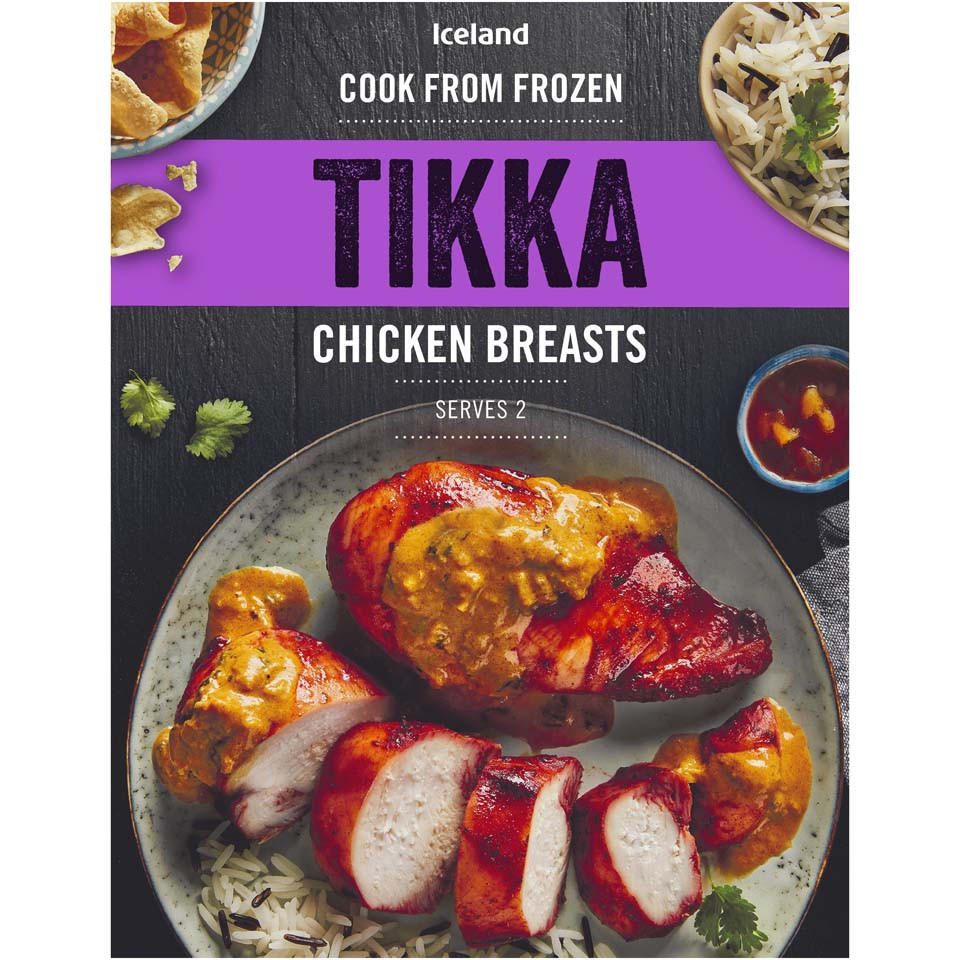 Iceland
COOK FROM FROZEN
TIKKA
CHICKEN BREASTS
SERVES 2